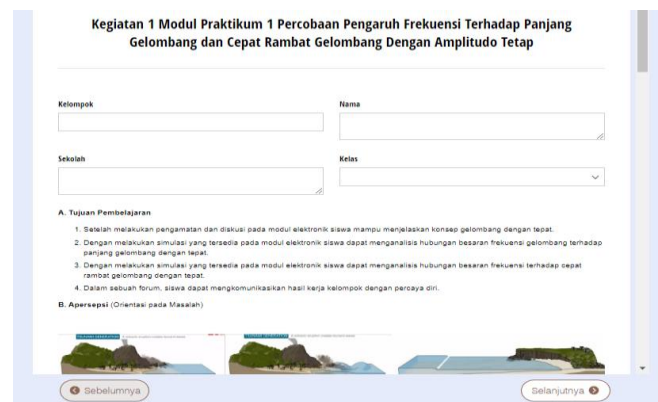 Kegiatan 1 Modul Praktikum 1 Percobaan Pengaruh Frekuensi Terhadap Panjang
Gelombang dan Cepat Rambat Gelombang Dengan Amplitudo Tetap
Kelompok
Nama
Sekolah
Kelas
A. Tujuan Pembelajaran
1. Setelah melakukan pengamatan dan diskusi pada modul elektronik siswa mampu menjelaskan konsep gelombang dengan tepat.
2. Dengan melakukan simulasi yang tersedia pada modul elektronik siswa dapat menganalisis hubungan besaran frekuensi gelombang terhadap
panjang gelombang dengan tepat.
3. Dengan melakukan simulasi yang tersedia pada modul elektronik siswa dapat menganalisis hubungan besaran frekuensi terhadap cepat
rambat gelombang dengan tepat.
4. Dalam sebuah forum, siswa dapat mengkomunikasikan hasil kerja kelompok dengan percaya diri.
B. Apersepsi (Orientasi pada Masalah)
Sebelumnya
Selanjutnya